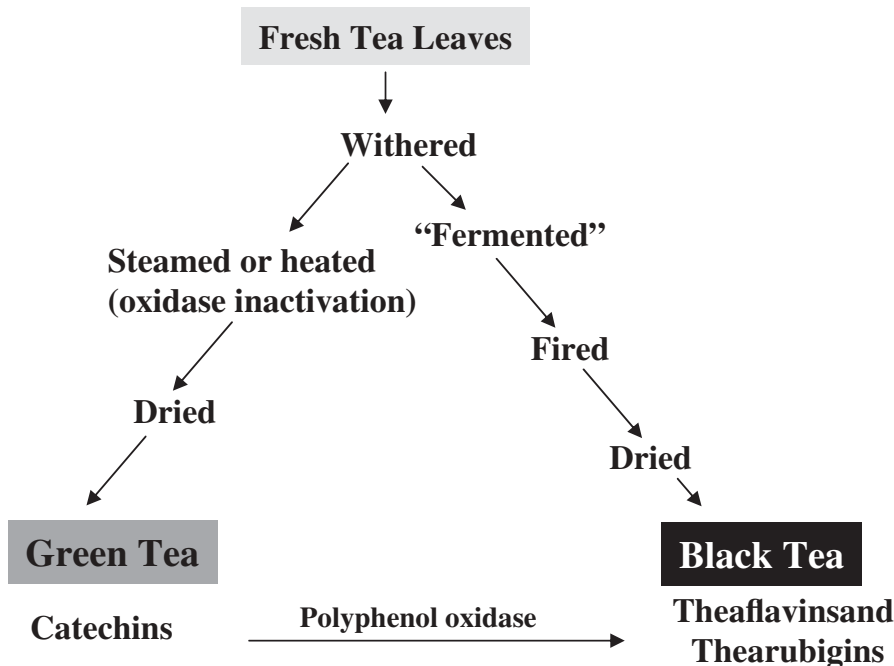 Fresh Tea Leaves
Withered
“Fermented”
Steamed or heated
(oxidase inactivation)
Fired
Dried
Dried
Green Tea
Black Tea
Catechins
Polyphenol oxidase
Theaflavinsand
Thearubigins